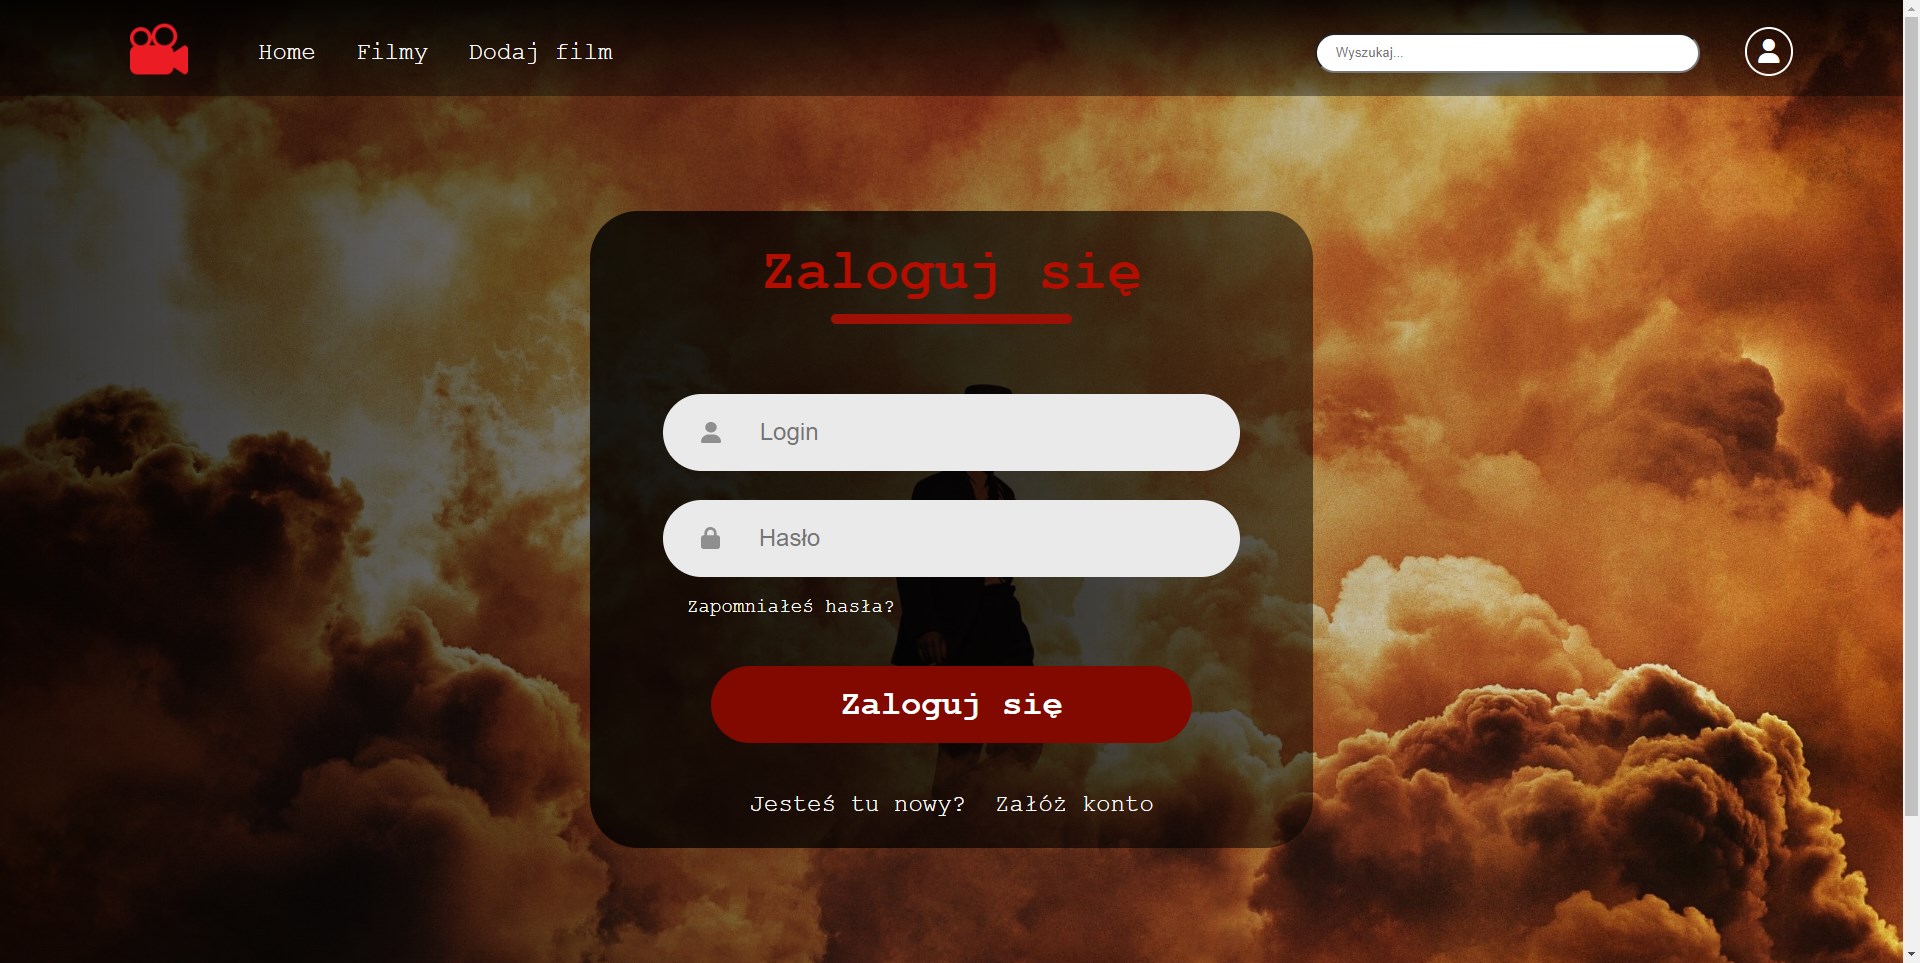 Home Filmy Dodaj film Wyszukaj...
Zaloguj się
Login
Hasło
Zapomniałeś hasła?
Zaloguj się
Jesteś tu nowy? Załóż konto